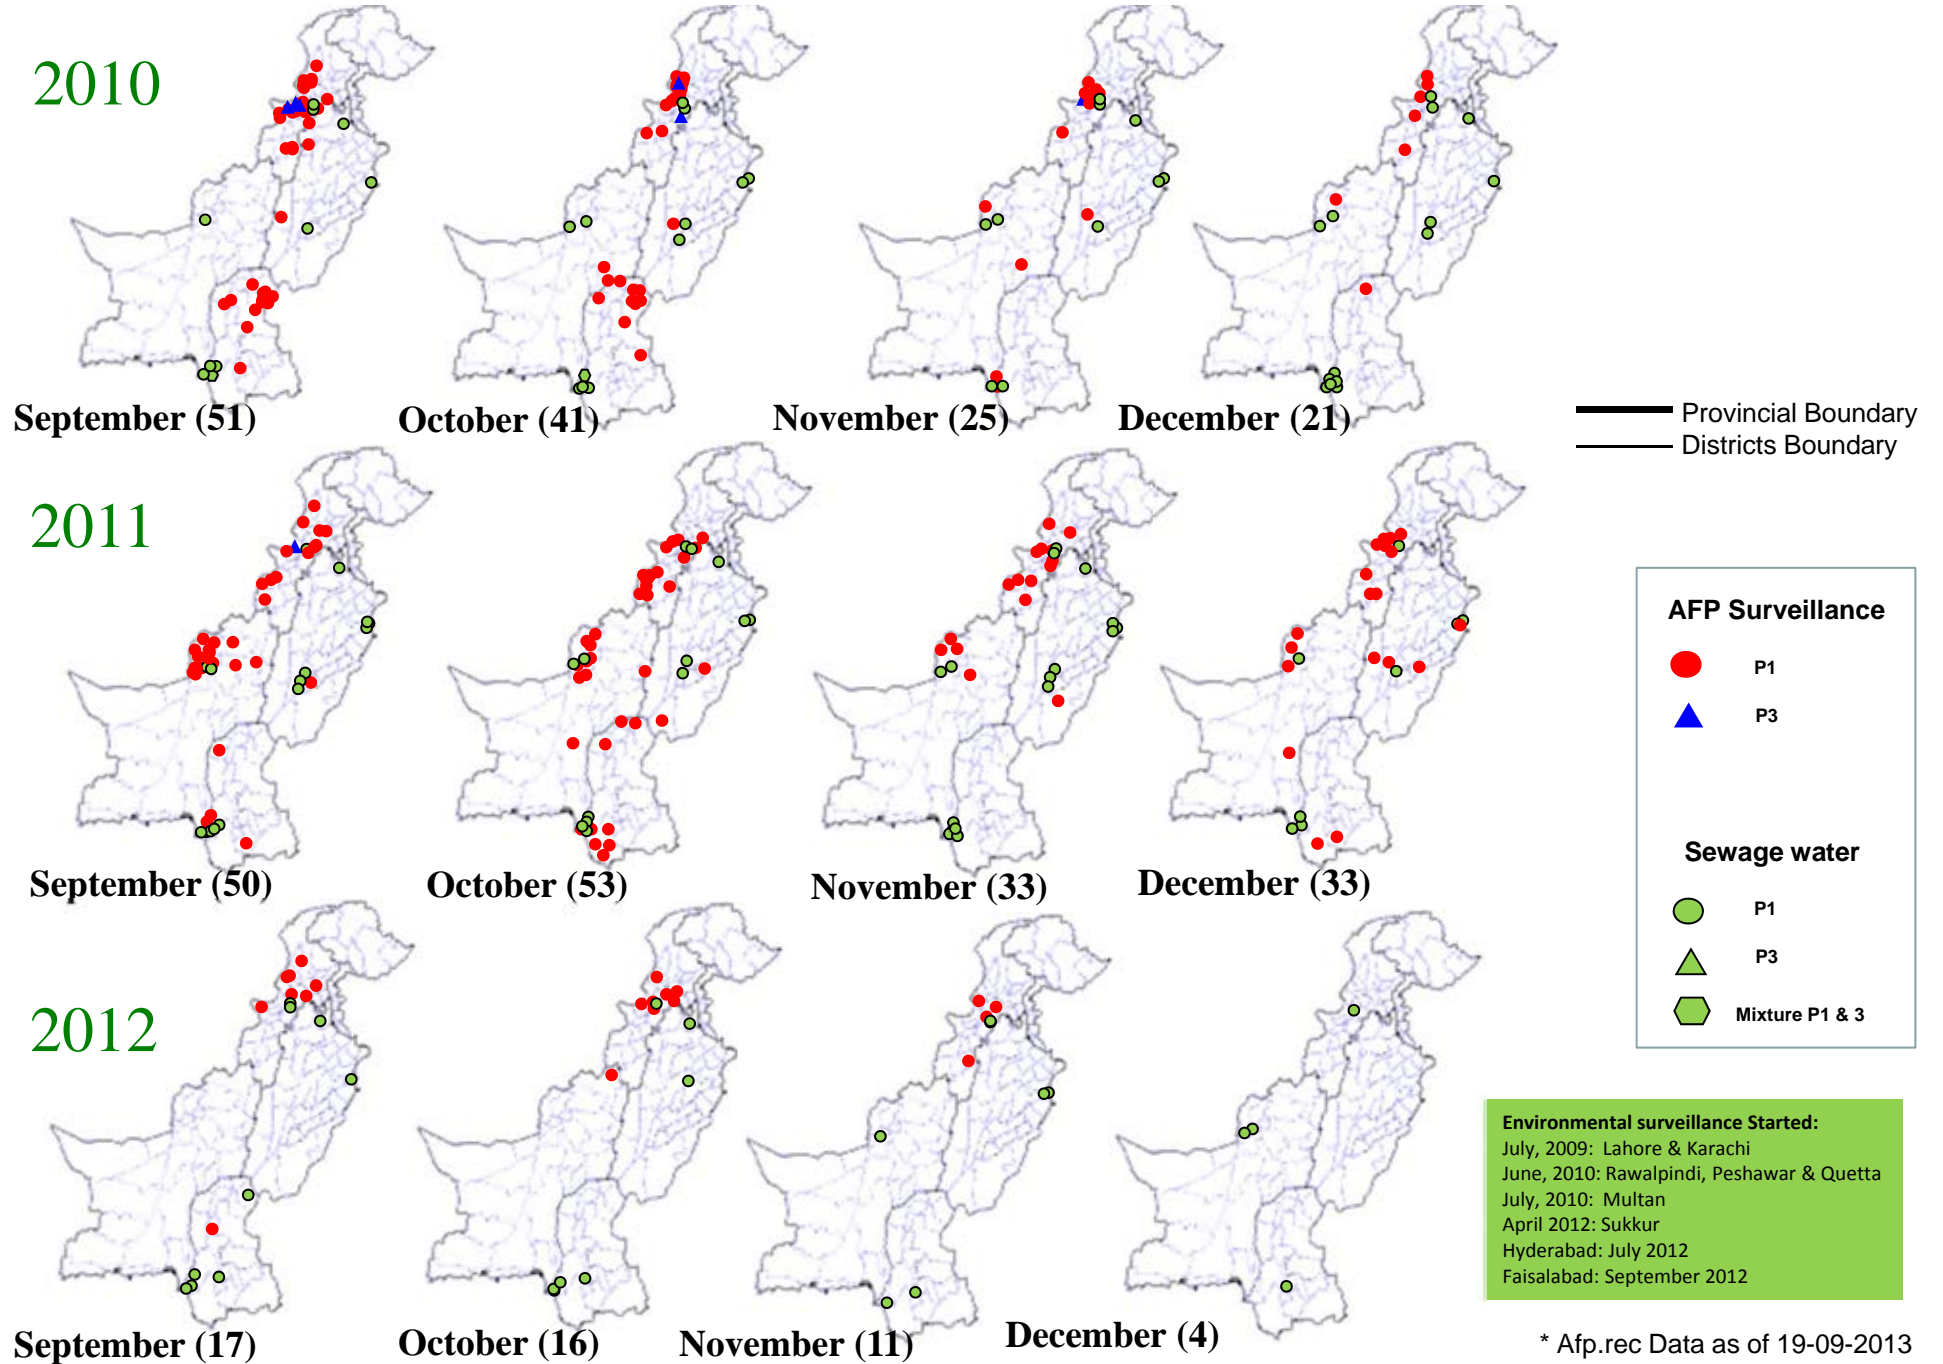 2010
September (51)
October (41)
November (25)
December (21)
Provincial Boundary
Districts Boundary
2011
September (50)
October (53)
November (33)
December (33)
AFP Surveillance
P1
P3
Sewage water
P1
P3
Mixture P1 & 3
2012
September (17)
October (16)
November (11)
December (4)
Environmental surveillance Started:
July, 2009: Lahore & Karachi
June, 2010: Rawalpindi, Peshawar & Quetta
July, 2010: Multan
April 2012: Sukkur
Hyderabad: July 2012
Faisalabad: September 2012
* Afp.rec Data as of 19-09-2013